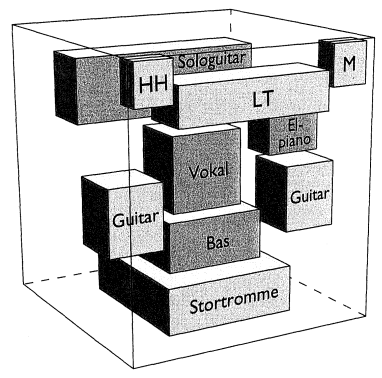 Sologuitar
M
HH
LT
El-
piano
Vokal
Guitar
Guitar
Bas
Stortromme